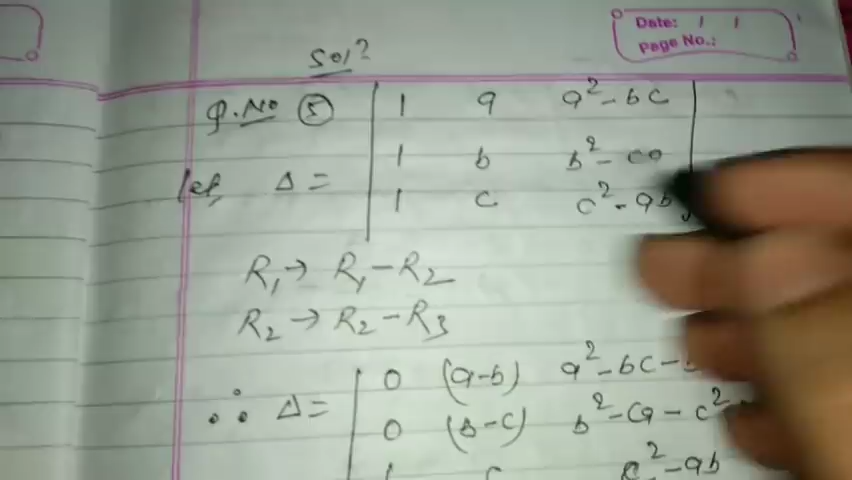 Date: / /
Page No.:
Sol?
Q.No 5 | 1 a a²-bc |
1 b b²-ca
let, Δ =
1 c c²-ab
R₁ → R₁-R₂
R₂ → R₂-R₃
0 (a-b) a²-bc-
∴ Δ =
0 (b-c) b²-ca-c²
1 c c²-ab